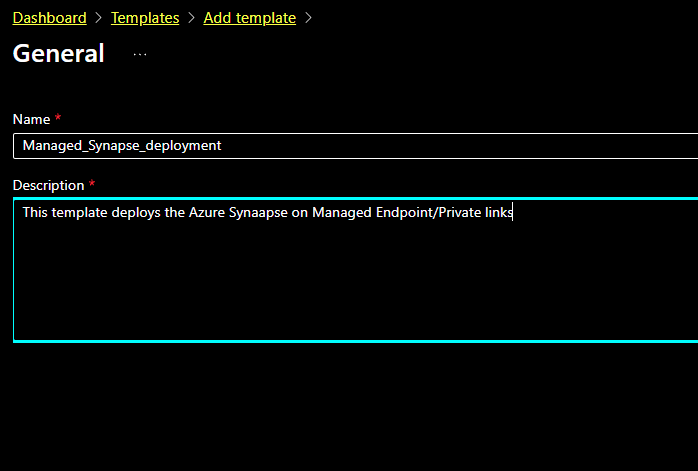 Dashboard > Templates > Add template >
General ...
Name *
Managed_Synapse_deployment
Description *
This template deploys the Azure Synaapse on Managed Endpoint/Private links